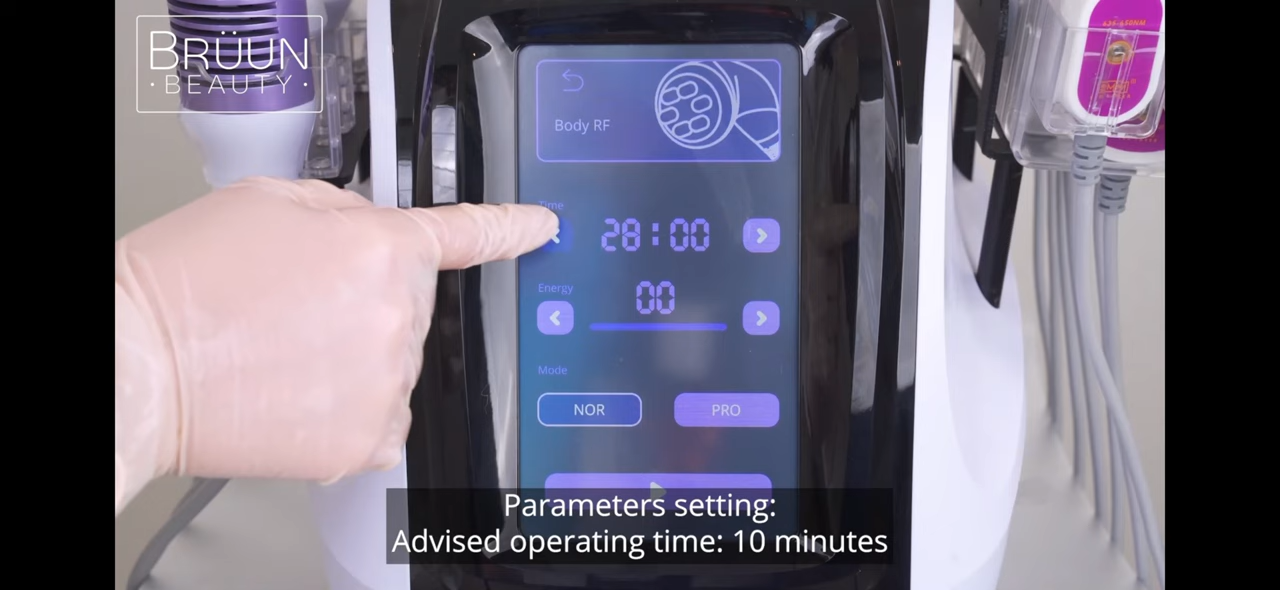 BRÜUN
BEAUTY
Body RF
Time
28:00
Energy
00
Mode
NOR
PRO
Parameters setting:
Advised operating time: 10 minutes